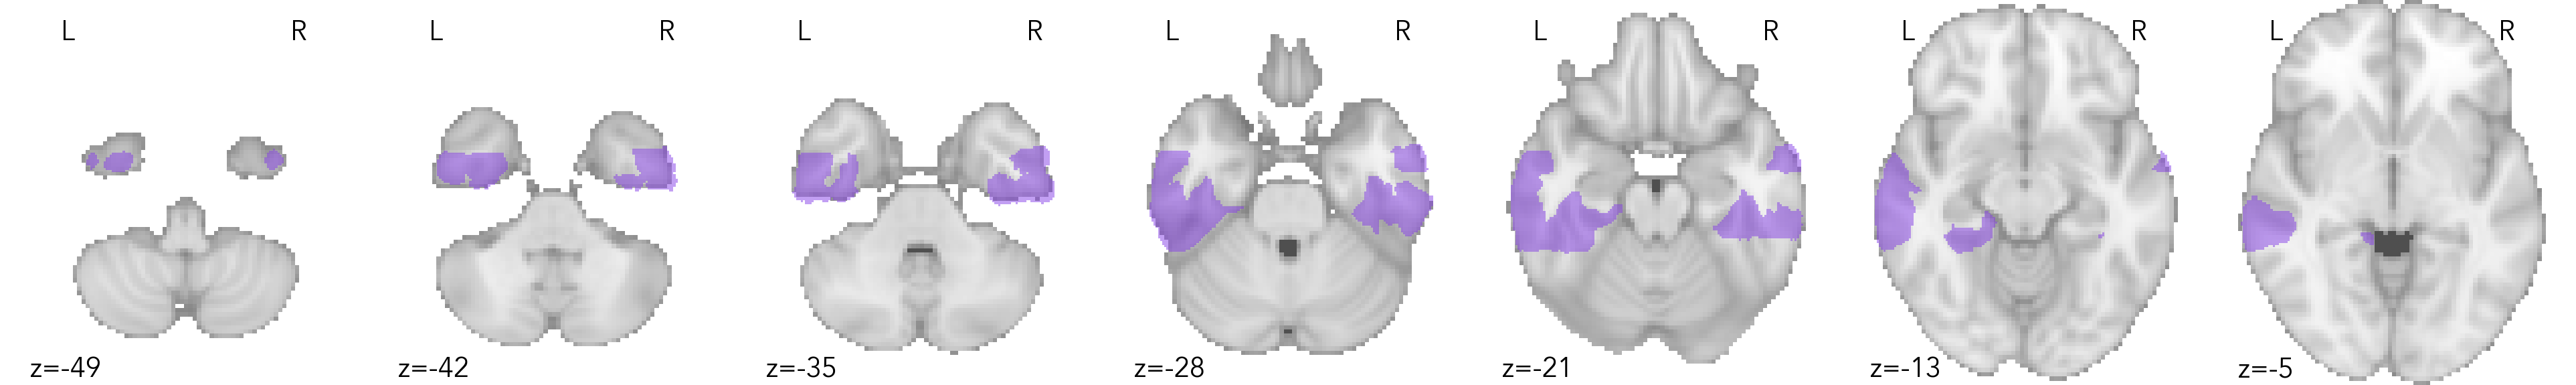 L R L R L R L R L R L R L R
z=-49 z=-42 z=-35 z=-28 z=-21 z=-13 z=-5